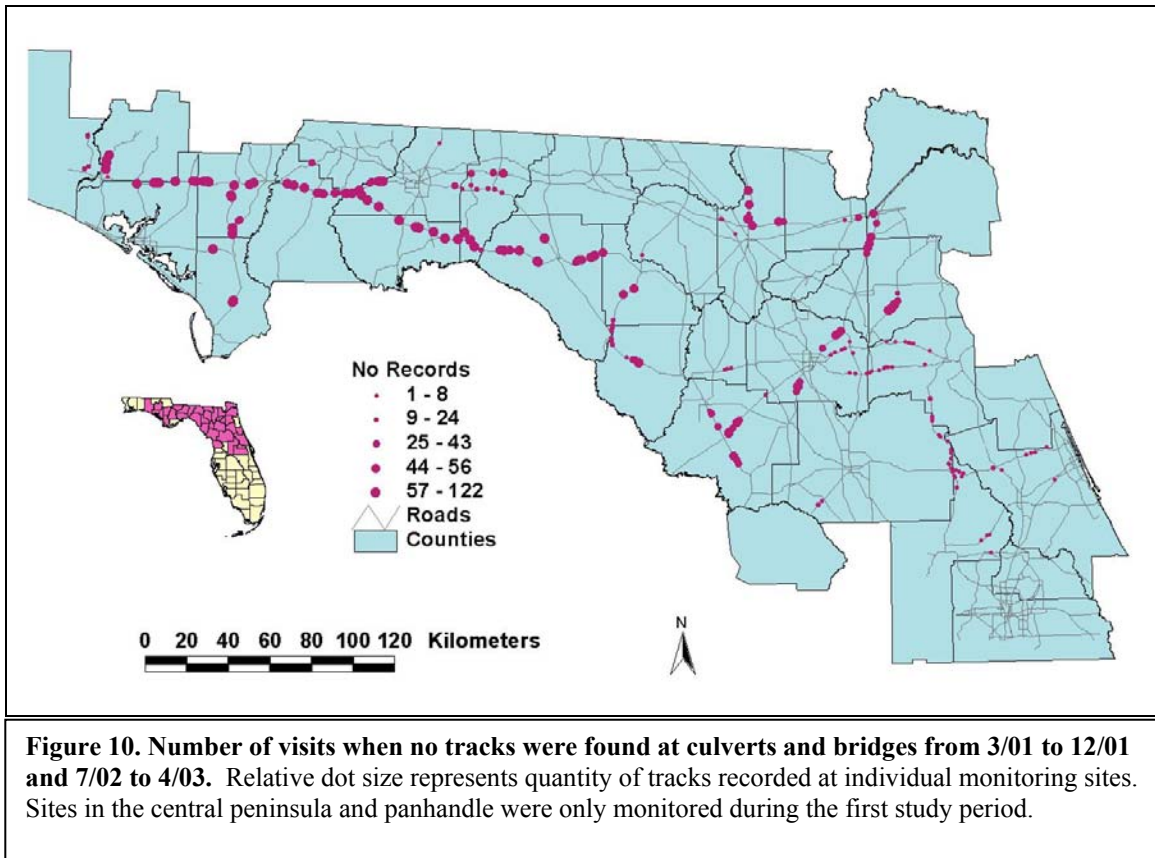 No Records
1 - 8
9 - 24
25 - 43
44 - 56
57 - 122
Roads
Counties
N
0 20 40 60 80 100 120 Kilometers
Figure 10. Number of visits when no tracks were found at culverts and bridges from 3/01 to 12/01
and 7/02 to 4/03. Relative dot size represents quantity of tracks recorded at individual monitoring sites.
Sites in the central peninsula and panhandle were only monitored during the first study period.